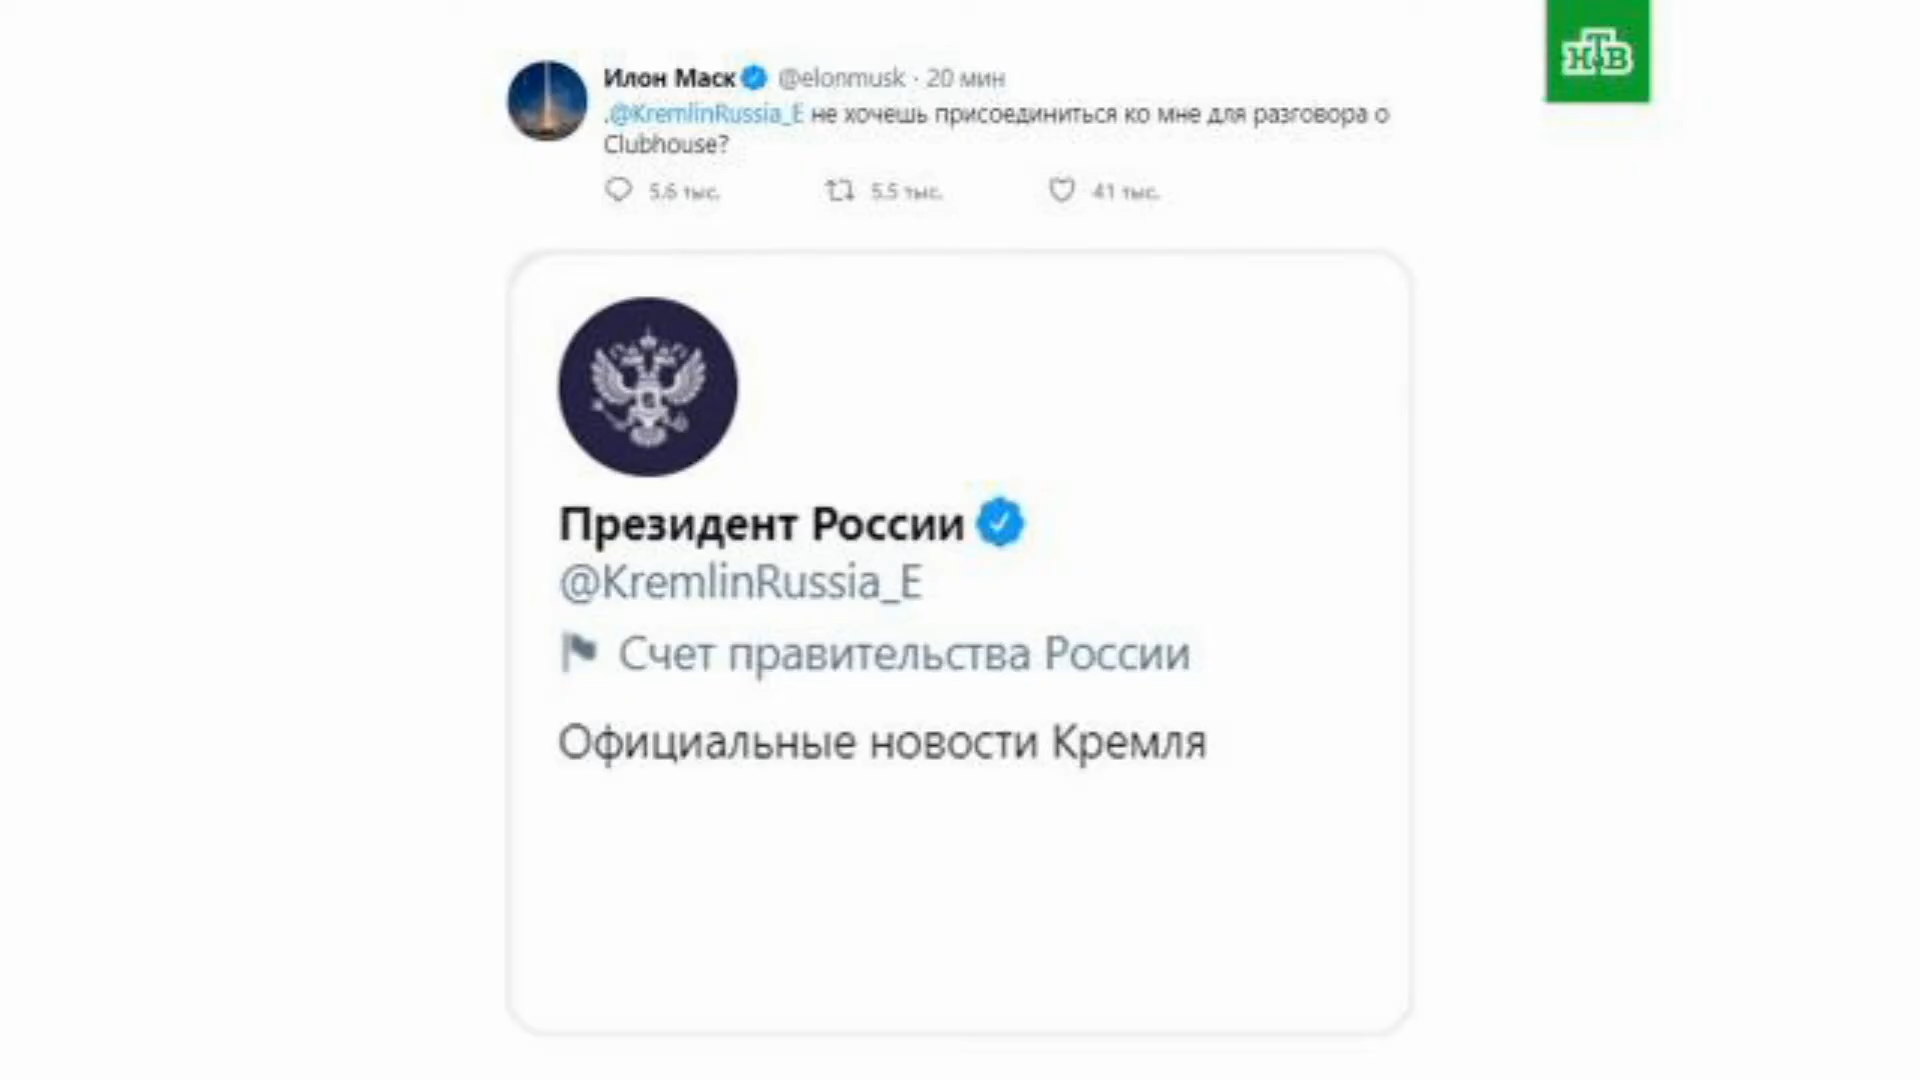 НТВ
Илон Маск @elonmusk · 20 мин
.@KremlinRussia_E не хочешь присоединиться ко мне для разговора о
Clubhouse?
5.6 тыс. 5.5 тыс. 41 тыс.
Президент России
@KremlinRussia_E
Счет правительства России
Официальные новости Кремля